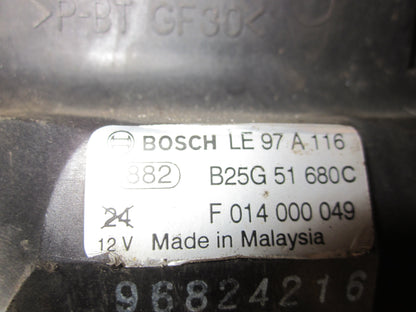 >P-BT GF30<
BOSCH LE 97 A 116
882 B25G 51 680C
24 F 014 000 049
12 V Made in Malaysia
96824216